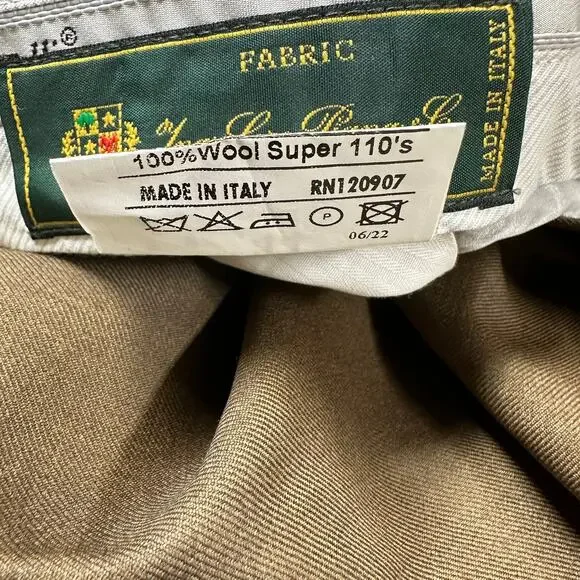 FABRIC
MADE IN ITALY
100%Wool Super 110's
MADE IN ITALY RN120907
P
06/22